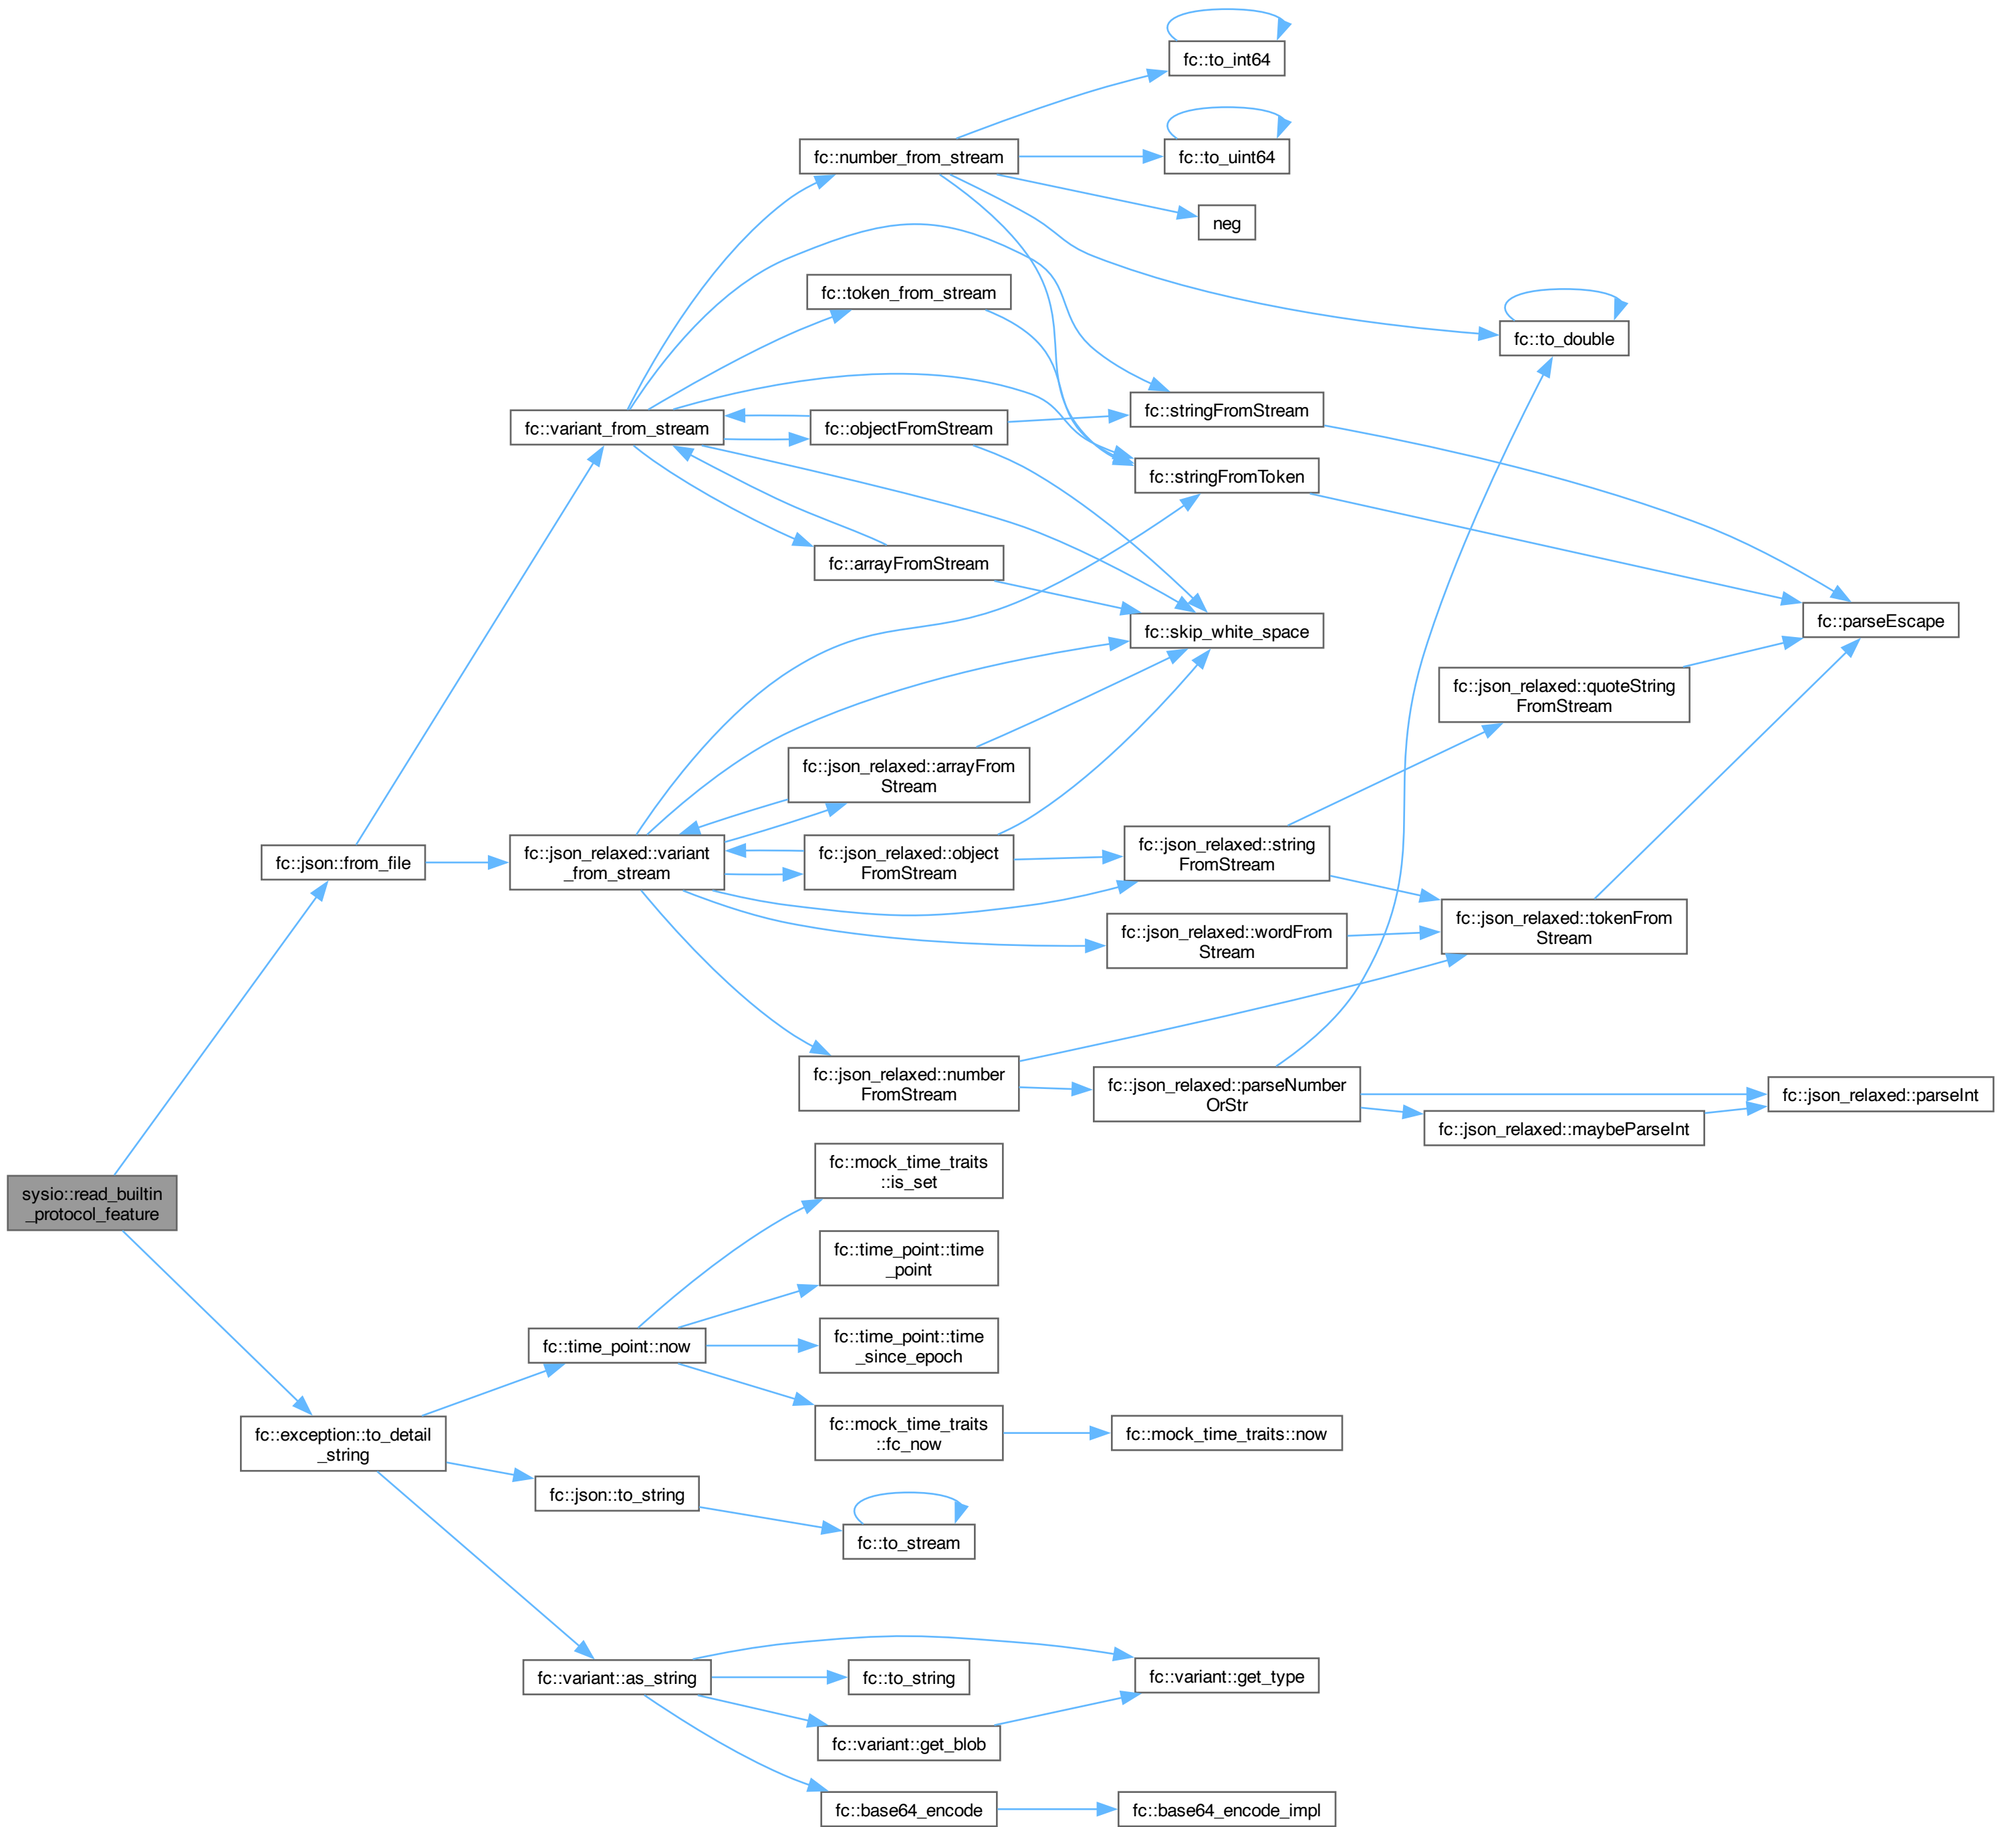 fc::to_int64
fc::number_from_stream
fc::to_uint64
neg
fc::token_from_stream
fc::to_double
fc::stringFromStream
fc::variant_from_stream
fc::objectFromStream
fc::stringFromToken
fc::arrayFromStream
fc::skip_white_space
fc::parseEscape
fc::json_relaxed::quoteString
FromStream
fc::json_relaxed::arrayFrom
Stream
fc::json::from_file
fc::json_relaxed::variant
_from_stream
fc::json_relaxed::object
FromStream
fc::json_relaxed::string
FromStream
fc::json_relaxed::tokenFrom
Stream
fc::json_relaxed::wordFrom
Stream
fc::json_relaxed::number
FromStream
fc::json_relaxed::parseNumber
OrStr
fc::json_relaxed::parseInt
fc::json_relaxed::maybeParseInt
fc::mock_time_traits
::is_set
sysio::read_builtin
_protocol_feature
fc::time_point::time
_point
fc::time_point::now
fc::time_point::time
_since_epoch
fc::exception::to_detail
_string
fc::mock_time_traits
::fc_now
fc::mock_time_traits::now
fc::json::to_string
fc::to_stream
fc::variant::as_string
fc::to_string
fc::variant::get_type
fc::variant::get_blob
fc::base64_encode
fc::base64_encode_impl